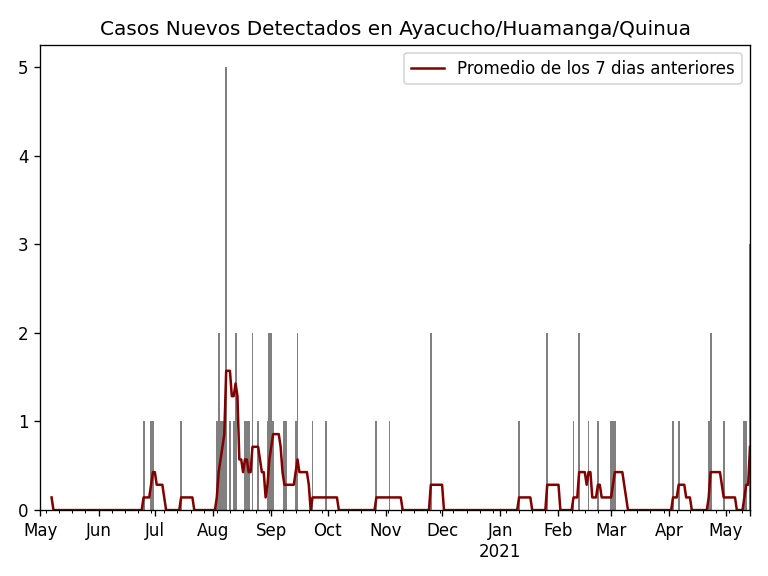 Casos Nuevos Detectados en Ayacucho/Huamanga/Quinua
Promedio de los 7 dias anteriores
5
4
3
2
1
0
May Jun Jul Aug Sep Oct Nov Dec Jan Feb Mar Apr May
2021